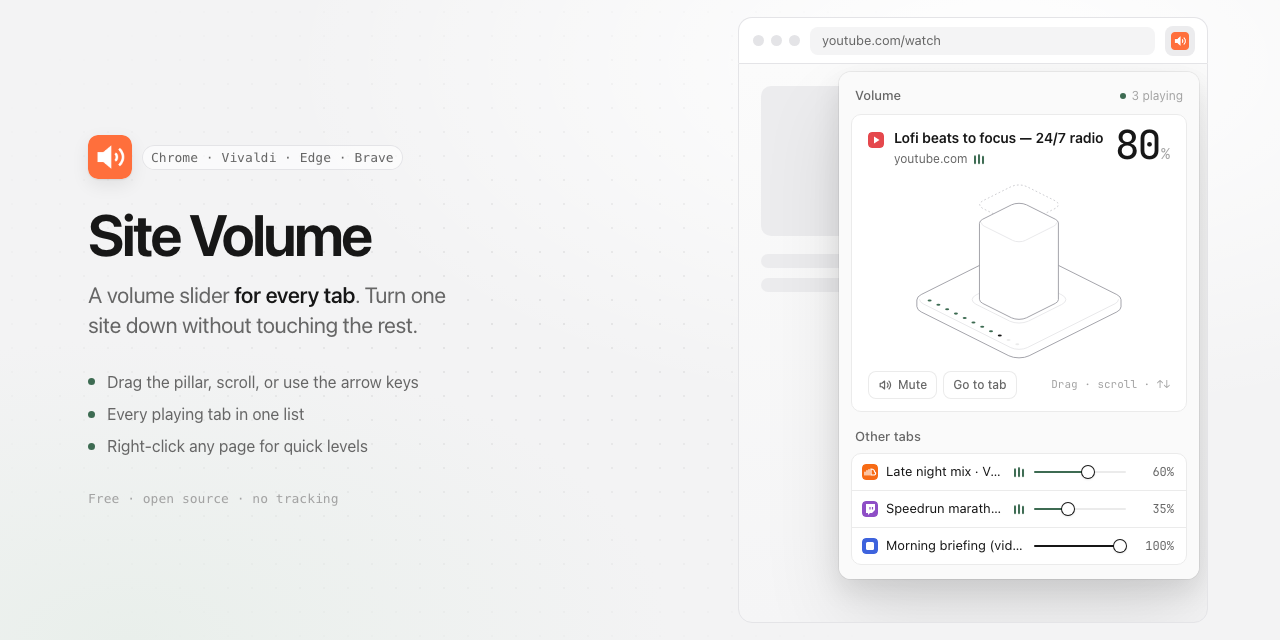 Chrome · Vivaldi · Edge · Brave
Site Volume
A volume slider for every tab. Turn one
site down without touching the rest.
Drag the pillar, scroll, or use the arrow keys
Every playing tab in one list
Right-click any page for quick levels
Free · open source · no tracking
youtube.com/watch
Volume
3 playing
Lofi beats to focus — 24/7 radio
80%
youtube.com
Mute
Go to tab
Drag · scroll · ↑↓
Other tabs
Late night mix · V...
60%
Speedrun marath...
35%
Morning briefing (vid...
100%